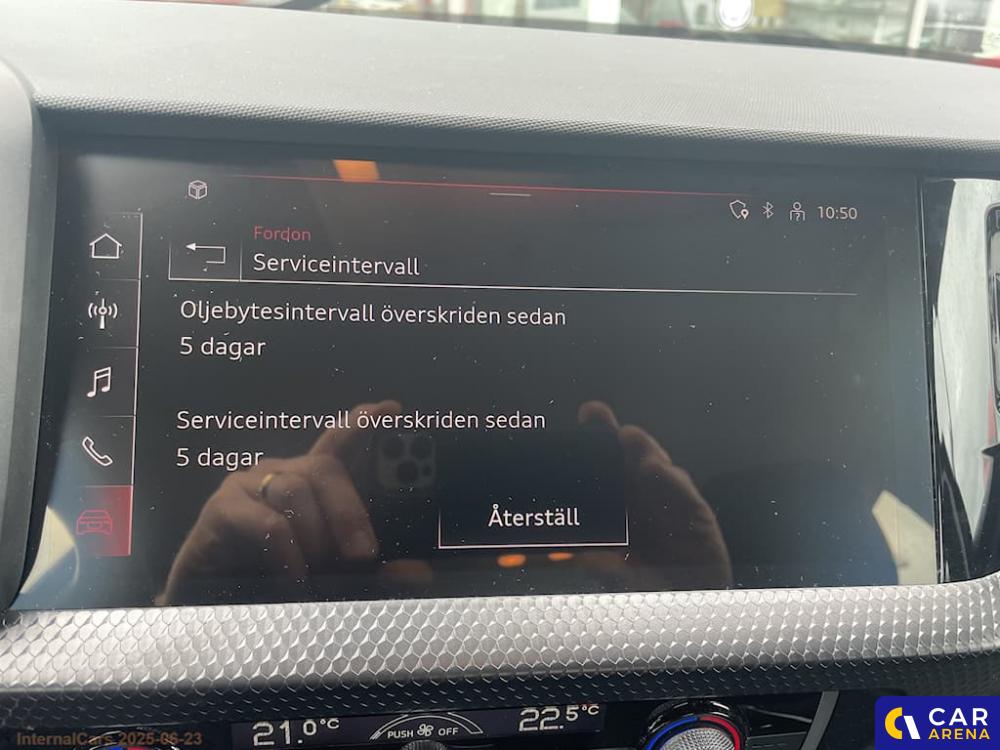 10:50
Fordon
Serviceintervall
Oljebytesintervall överskriden sedan
5 dagar
Serviceintervall överskriden sedan
5 dagar
Återställ
21.0°C
PUSH OFF
22.5°C
InternalCars 2025-06-23
CAR
ARENA